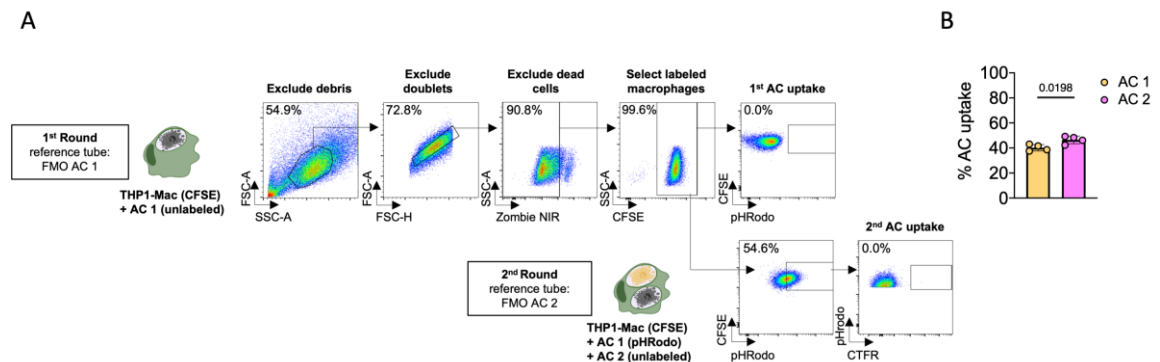 A
B
Exclude debris
Exclude
doublets
Exclude dead
cells
Select labeled
macrophages
1st AC uptake
54.9%
72.8%
90.8%
99.6%
0.0%
1st Round
reference tube:
FMO AC 1
THP1-Mac (CFSE)
+ AC 1 (unlabeled)
FSC-A
SSC-A
FSC-A
FSC-H
SSC-A
Zombie NIR
SSC-A
CFSE
CFSE
pHRodo
2nd AC uptake
54.6%
0.0%
2nd Round
reference tube:
FMO AC 2
THP1-Mac (CFSE)
+ AC 1 (pHRodo)
+ AC 2 (unlabeled)
CFSE
pHRodo
pHrodo
CTFR
% AC uptake
100
80
60
40
20
0
0.0198
AC 1
AC 2